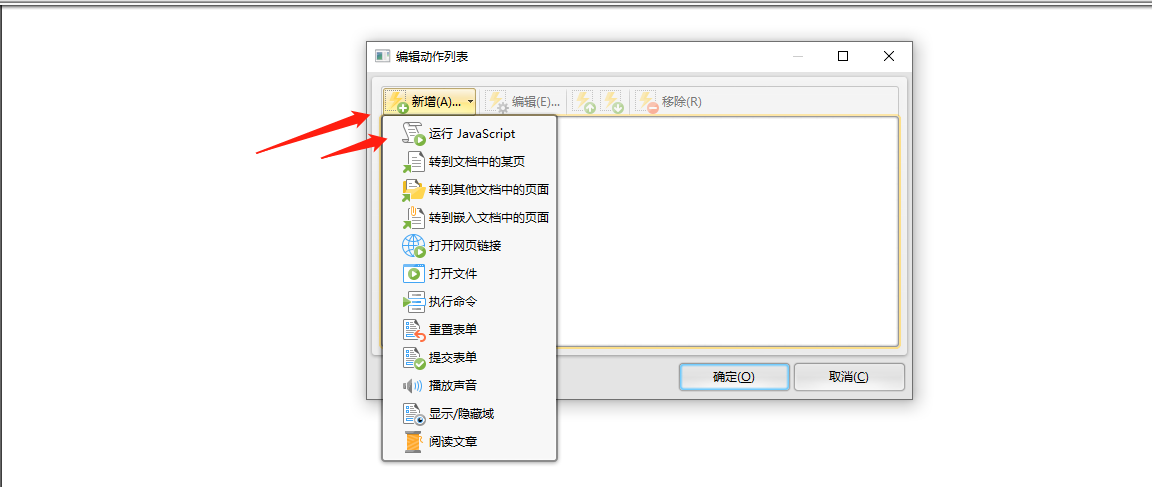 编辑动作列表
新增(A)... 编辑(E)... 移除(R)
运行 JavaScript
转到文档中的某页
转到其他文档中的页面
转到嵌入文档中的页面
打开网页链接
打开文件
执行命令
重置表单
提交表单
播放声音
显示/隐藏域
阅读文章
确定(O) 取消(C)